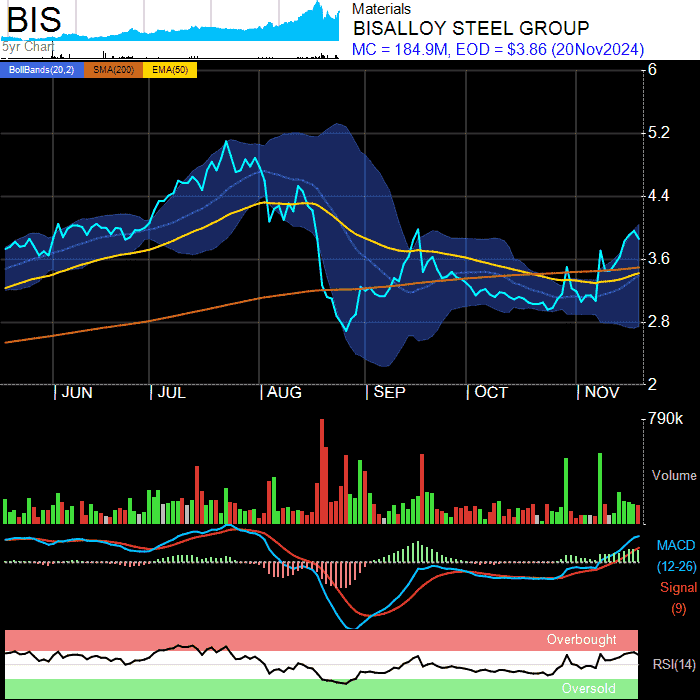 BIS
5yr Chart
Materials
BISALLOY STEEL GROUP
MC = 184.9M, EOD = $3.86 (20Nov2024)
BollBands(20,2) SMA(200) EMA(50)
6
5.2
4.4
3.6
2.8
2
JUN JUL AUG SEP OCT NOV
790k
Volume
MACD
(12-26)
Signal
(9)
Overbought
RSI(14)
Oversold